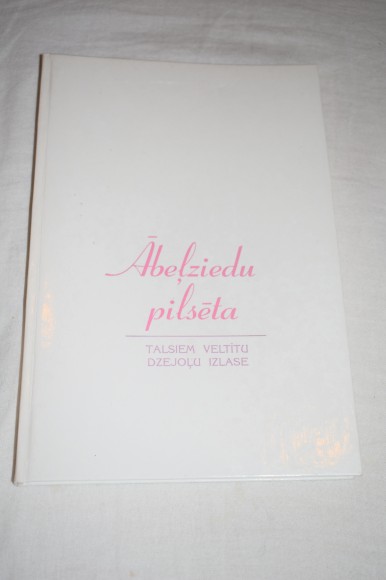 Ābeļziedu
pilsēta
TALSIEM VELTĪTU
DZEJOĻU IZLASE